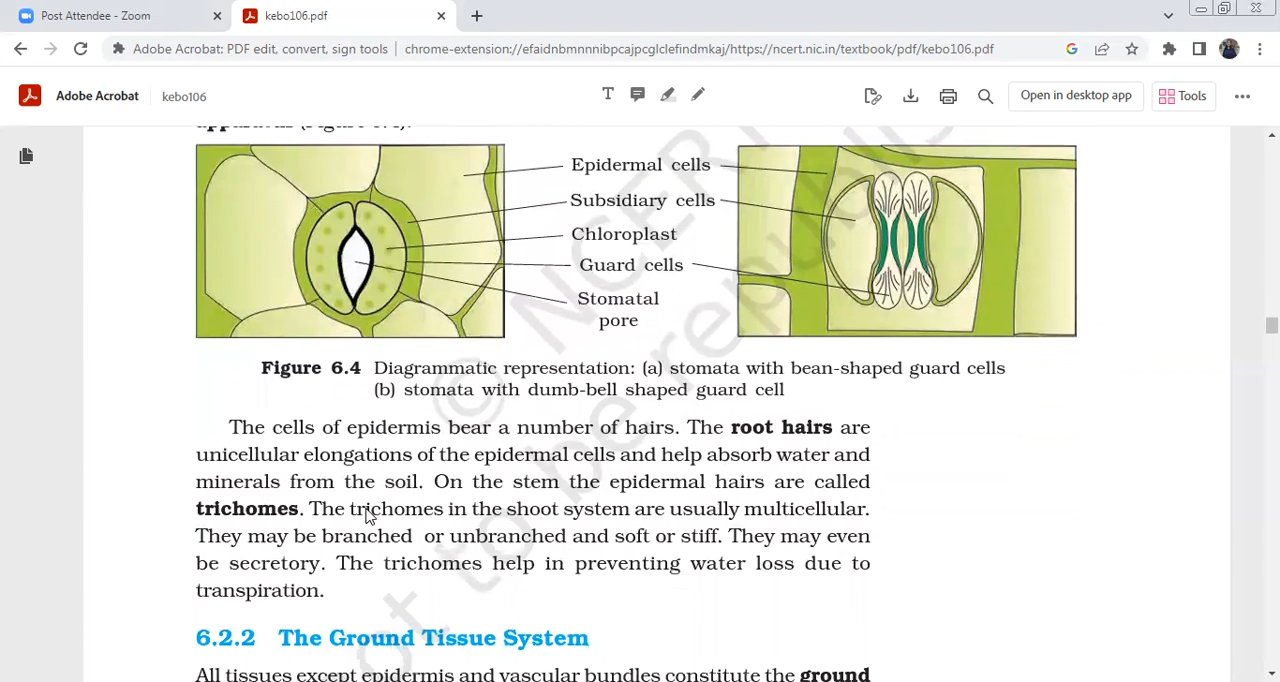 Post Attendee - Zoom
kebo106.pdf
Adobe Acrobat: PDF edit, convert, sign tools | chrome-extension://efaidnbmnnnibpcajpcglclefindmkaj/https://ncert.nic.in/textbook/pdf/kebo106.pdf
Adobe Acrobat kebo106
Open in desktop app
Tools
Epidermal cells
Subsidiary cells
Chloroplast
Guard cells
Stomatal
pore
Figure 6.4 Diagrammatic representation: (a) stomata with bean-shaped guard cells
(b) stomata with dumb-bell shaped guard cell
The cells of epidermis bear a number of hairs. The root hairs are
unicellular elongations of the epidermal cells and help absorb water and
minerals from the soil. On the stem the epidermal hairs are called
trichomes. The trichomes in the shoot system are usually multicellular.
They may be branched or unbranched and soft or stiff. They may even
be secretory. The trichomes help in preventing water loss due to
transpiration.
6.2.2 The Ground Tissue System
All tissues except epidermis and vascular bundles constitute the ground
© NCERT
not to be republis